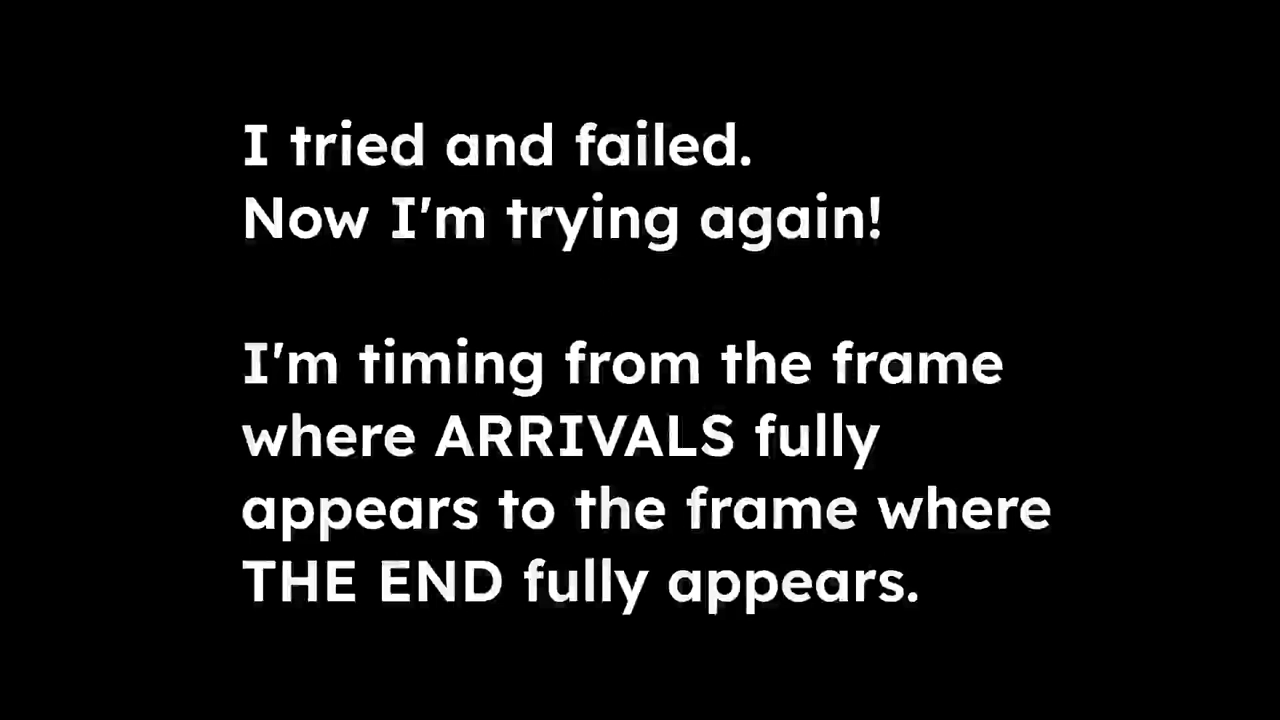 I tried and failed.
Now I'm trying again!
I'm timing from the frame
where ARRIVALS fully
appears to the frame where
THE END fully appears.